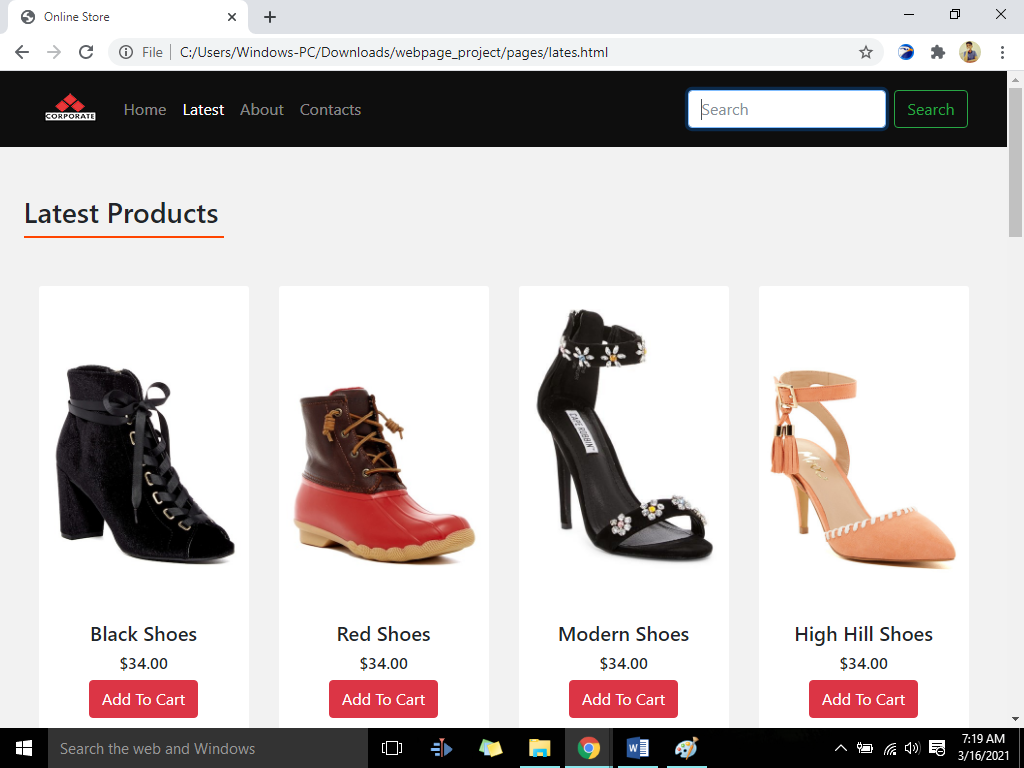 Online Store
File C:/Users/Windows-PC/Downloads/webpage_project/pages/lates.html
CORPORATE Home Latest About Contacts Search Search
Latest Products
CAPE ROBBIN
Black Shoes Red Shoes Modern Shoes High Hill Shoes
$34.00 $34.00 $34.00 $34.00
Add To Cart Add To Cart Add To Cart Add To Cart
Search the web and Windows
7:19 AM
3/16/2021